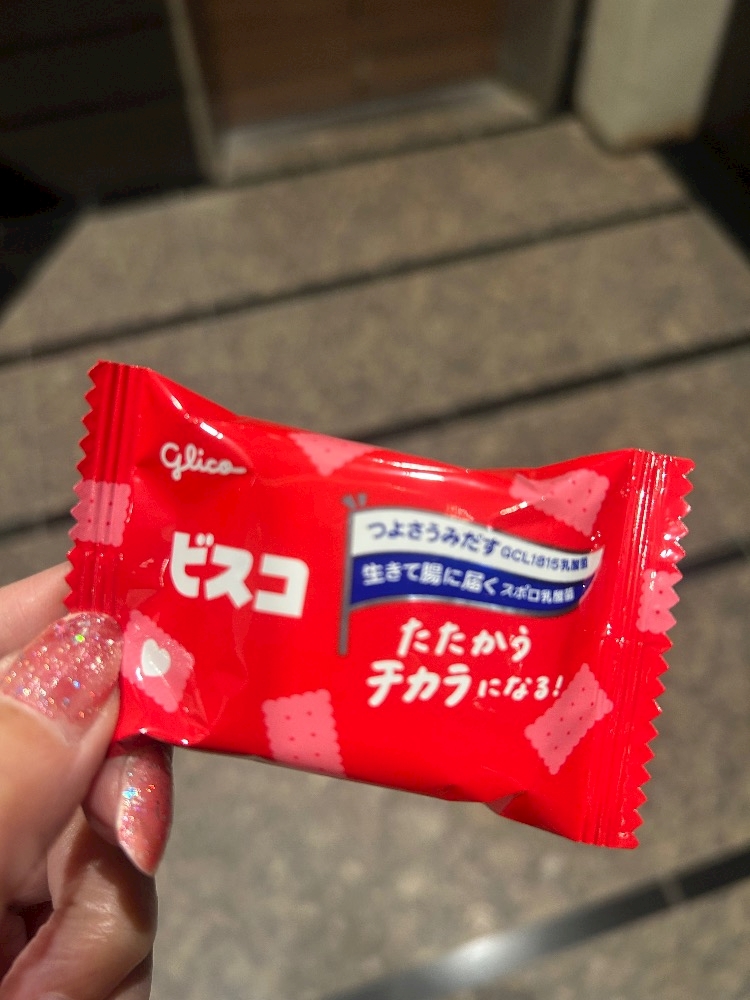 Glico
ビスコ
つよさうみだす GCL1815乳酸菌
生きて腸に届く スポロ乳酸菌
たたかう
チカラになる!